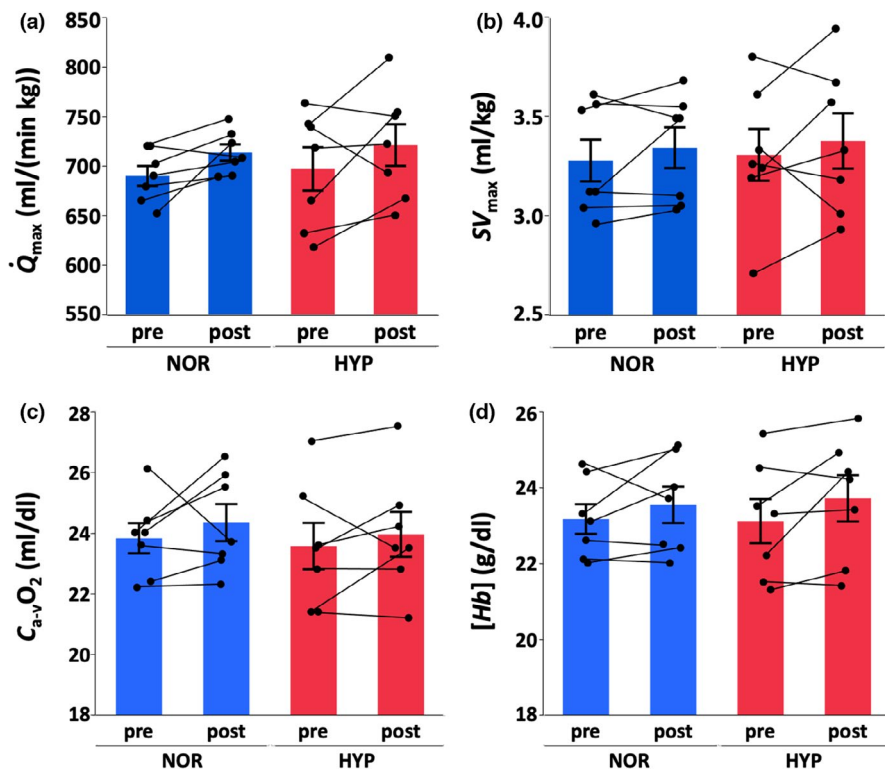 (a)
Q̇max (ml/(min kg))
850
800
750
700
650
600
550
pre post pre post
NOR HYP
(b)
SVmax (ml/kg)
4.0
3.5
3.0
2.5
pre post pre post
NOR HYP
(c)
Ca-vO2 (ml/dl)
28
26
24
22
20
18
pre post pre post
NOR HYP
(d)
[Hb] (g/dl)
26
24
22
20
18
pre post pre post
NOR HYP